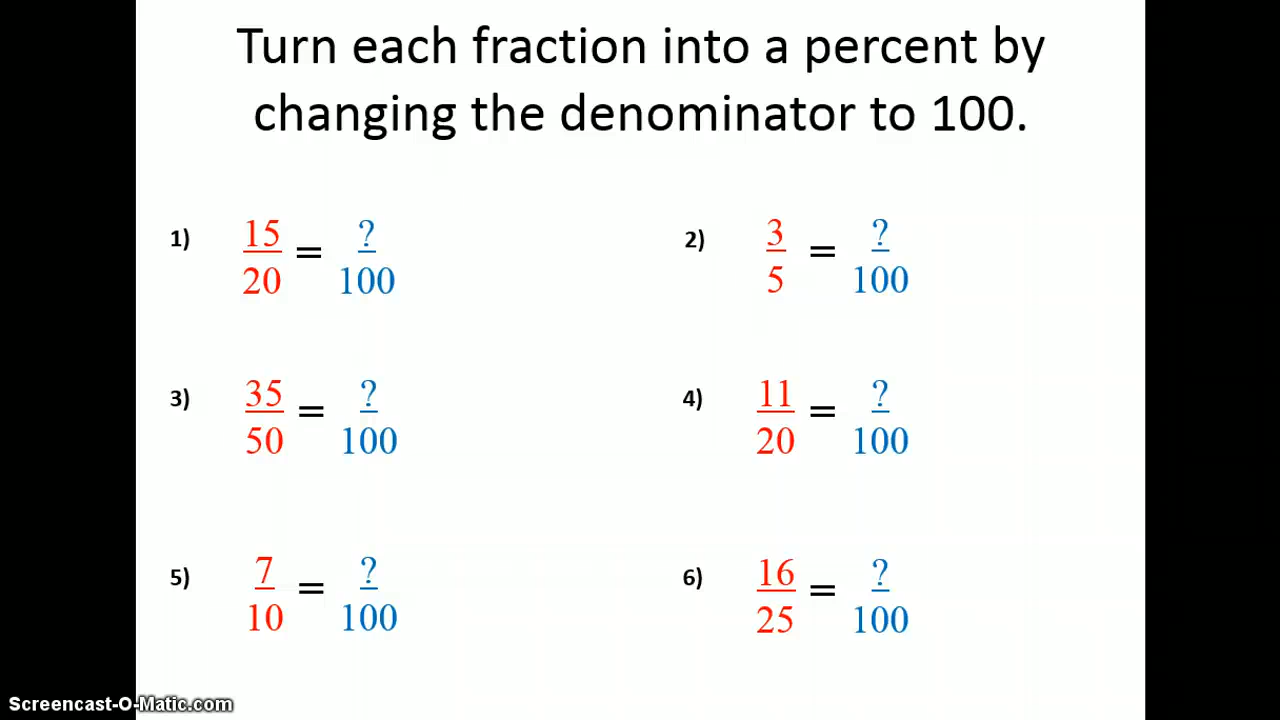 Turn each fraction into a percent by
changing the denominator to 100.
1) 15/20 = ?/100
2) 3/5 = ?/100
3) 35/50 = ?/100
4) 11/20 = ?/100
5) 7/10 = ?/100
6) 16/25 = ?/100
Screencast-O-Matic.com